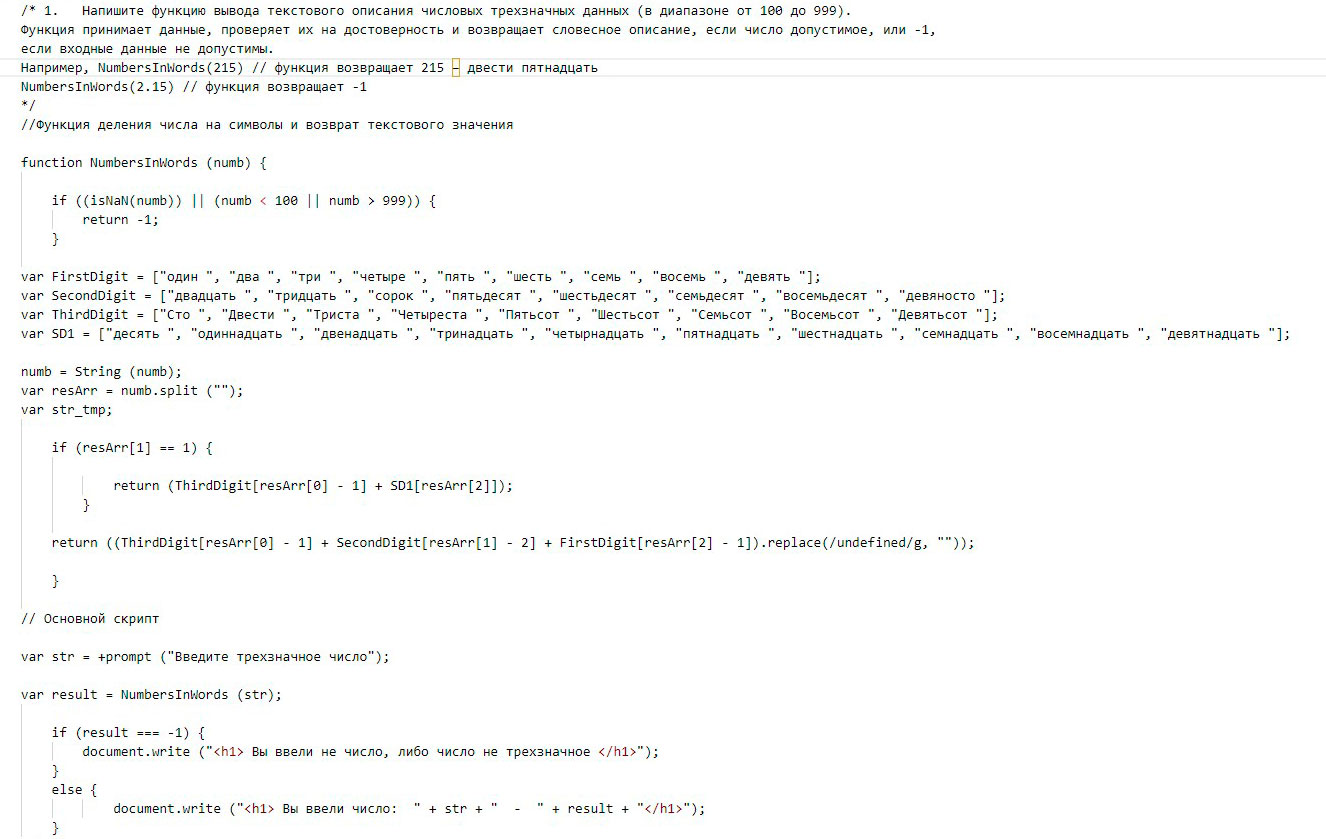 /* 1.   Напишите функцию вывода текстового описания числовых трехзначных данных (в диапазоне от 100 до 999).
Функция принимает данные, проверяет их на достоверность и возвращает словесное описание, если число допустимое, или -1,
если входные данные не допустимы.
Например, NumbersInWords(215) // функция возвращает 215 – двести пятнадцать
NumbersInWords(2.15) // функция возвращает -1
*/
//Функция деления числа на символы и возврат текстового значения
function NumbersInWords (numb) {
if ((isNaN(numb)) || (numb < 100 || numb > 999)) {
return -1;
}
var FirstDigit = ["один ", "два ", "три ", "четыре ", "пять ", "шесть ", "семь ", "восемь ", "девять "];
var SecondDigit = ["двадцать ", "тридцать ", "сорок ", "пятьдесят ", "шестьдесят ", "семьдесят ", "восемьдесят ", "девяносто "];
var ThirdDigit = ["Сто ", "Двести ", "Триста ", "Четыреста ", "Пятьсот ", "Шестьсот ", "Семьсот ", "Восемьсот ", "Девятьсот "];
var SD1 = ["десять ", "одиннадцать ", "двенадцать ", "тринадцать ", "четырнадцать ", "пятнадцать ", "шестнадцать ", "семнадцать ", "восемнадцать ", "девятнадцать "];
numb = String (numb);
var resArr = numb.split ("");
var str_tmp;
if (resArr[1] == 1) {
return (ThirdDigit[resArr[0] - 1] + SD1[resArr[2]]);
}
return ((ThirdDigit[resArr[0] - 1] + SecondDigit[resArr[1] - 2] + FirstDigit[resArr[2] - 1]).replace(/undefined/g, ""));
}
// Основной скрипт
var str = +prompt ("Введите трехзначное число");
var result = NumbersInWords (str);
if (result === -1) {
document.write ("<h1> Вы ввели не число, либо число не трехзначное </h1>");
}
else {
document.write ("<h1> Вы ввели число:  " + str + "  -  " + result + "</h1>");
}